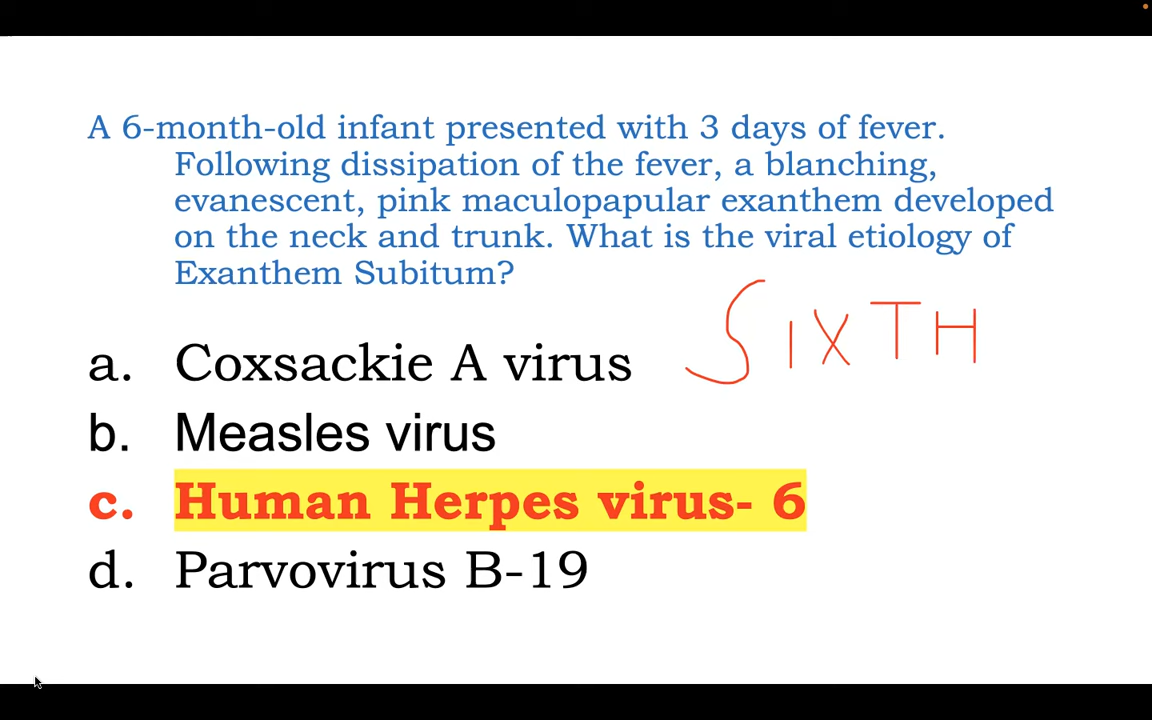 A 6-month-old infant presented with 3 days of fever.
Following dissipation of the fever, a blanching,
evanescent, pink maculopapular exanthem developed
on the neck and trunk. What is the viral etiology of
Exanthem Subitum?
SIXTH
a. Coxsackie A virus
b. Measles virus
c. Human Herpes virus- 6
d. Parvovirus B-19